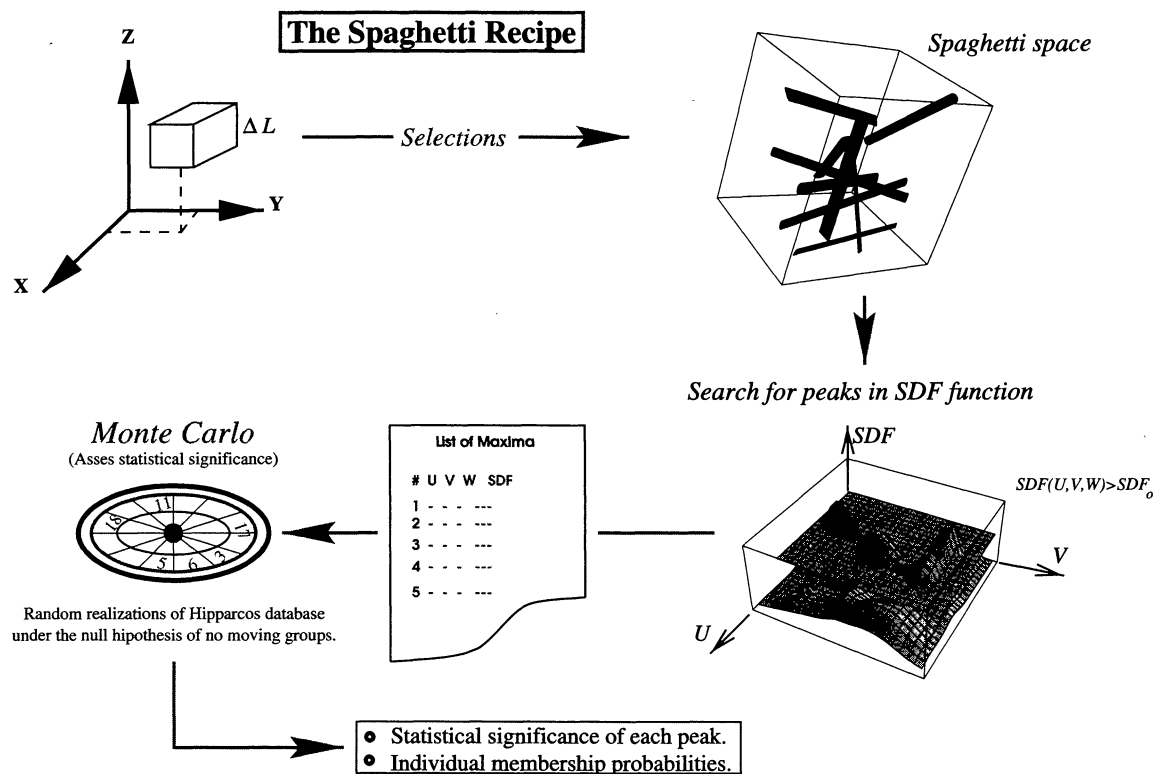 The Spaghetti Recipe
Z
Δ L
Y
X
Selections
Spaghetti space
Search for peaks in SDF function
SDF
SDF(U,V,W)>SDF_o
V
U
List of Maxima
# U V W SDF
1 - - - ---
2 - - - ---
3 - - - ---
4 - - - ---
5 - - - ---
Monte Carlo
(Asses statistical significance)
18 11 17 3 6 5
Random realizations of Hipparcos database
under the null hipothesis of no moving groups.
Statistical significance of each peak.
Individual membership probabilities.